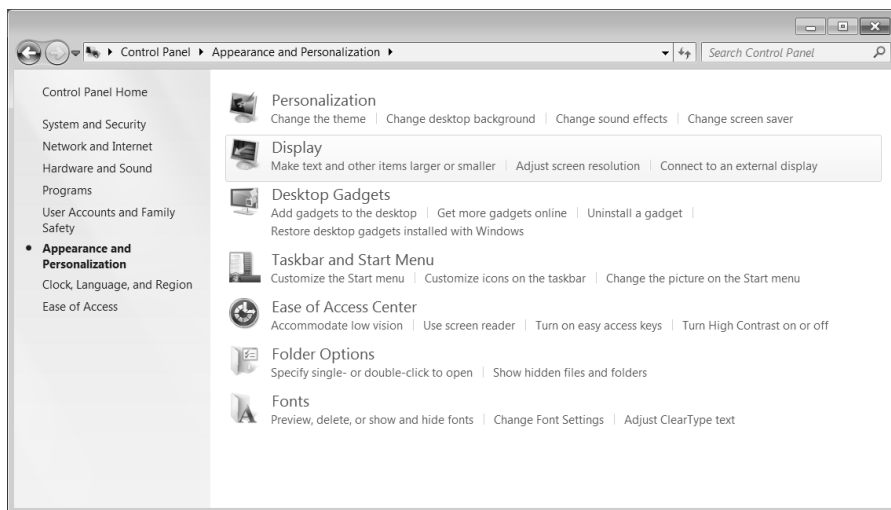 Control Panel Appearance and Personalization Search Control Panel
Control Panel Home
System and Security
Network and Internet
Hardware and Sound
Programs
User Accounts and Family
Safety
Appearance and
Personalization
Clock, Language, and Region
Ease of Access
Personalization
Change the theme Change desktop background Change sound effects Change screen saver
Display
Make text and other items larger or smaller Adjust screen resolution Connect to an external display
Desktop Gadgets
Add gadgets to the desktop Get more gadgets online Uninstall a gadget
Restore desktop gadgets installed with Windows
Taskbar and Start Menu
Customize the Start menu Customize icons on the taskbar Change the picture on the Start menu
Ease of Access Center
Accommodate low vision Use screen reader Turn on easy access keys Turn High Contrast on or off
Folder Options
Specify single- or double-click to open Show hidden files and folders
Fonts
Preview, delete, or show and hide fonts Change Font Settings Adjust ClearType text